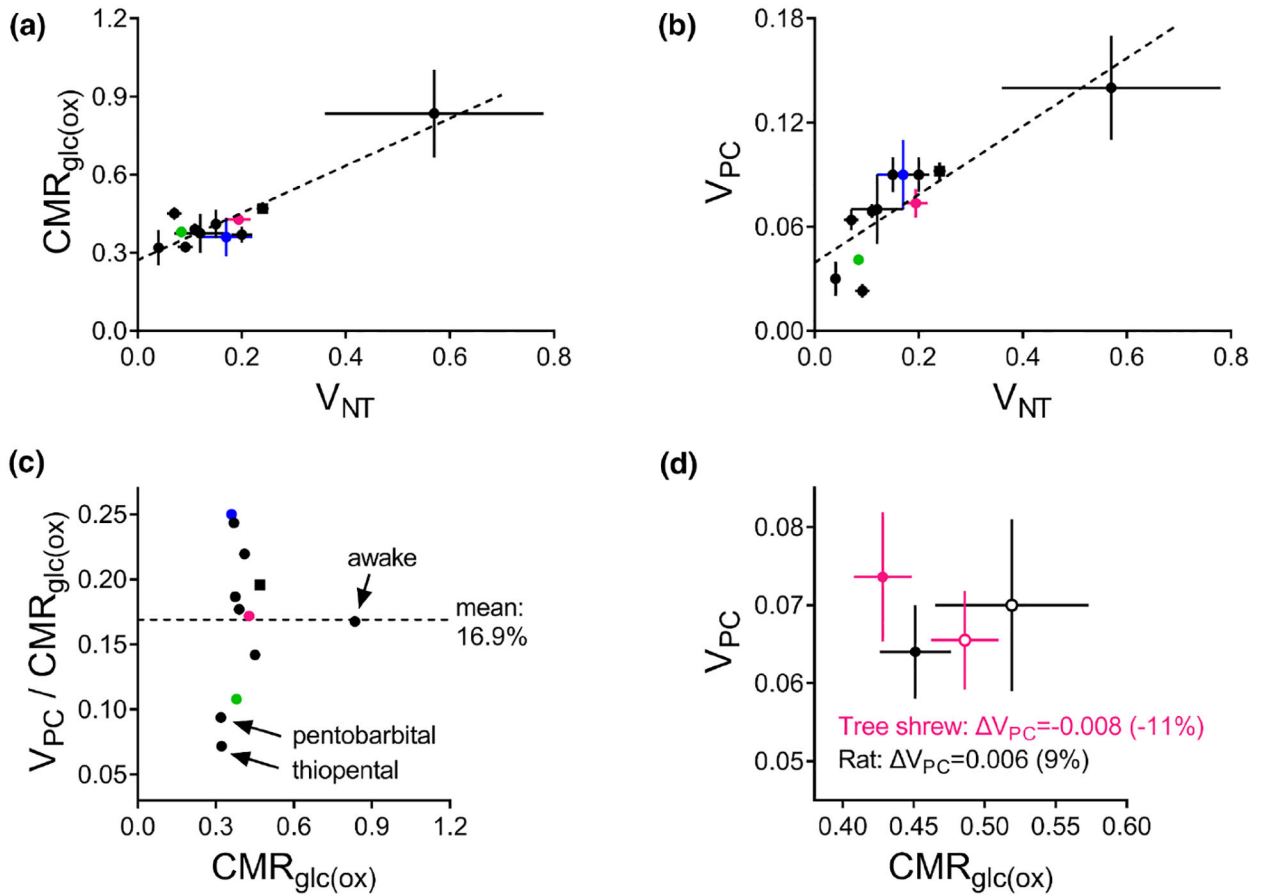 (a)
CMRglc(ox)
1.2
0.9
0.6
0.3
0.0
0.0 0.2 0.4 0.6 0.8
VNT
(b)
VPC
0.18
0.12
0.06
0.00
0.0 0.2 0.4 0.6 0.8
VNT
(c)
VPC / CMRglc(ox)
0.25
0.20
0.15
0.10
0.05
awake
mean:
16.9%
pentobarbital
thiopental
0.0 0.3 0.6 0.9 1.2
CMRglc(ox)
(d)
VPC
0.08
0.07
0.06
0.05
Tree shrew: ΔVPC=-0.008 (-11%)
Rat: ΔVPC=0.006 (9%)
0.40 0.45 0.50 0.55 0.60
CMRglc(ox)